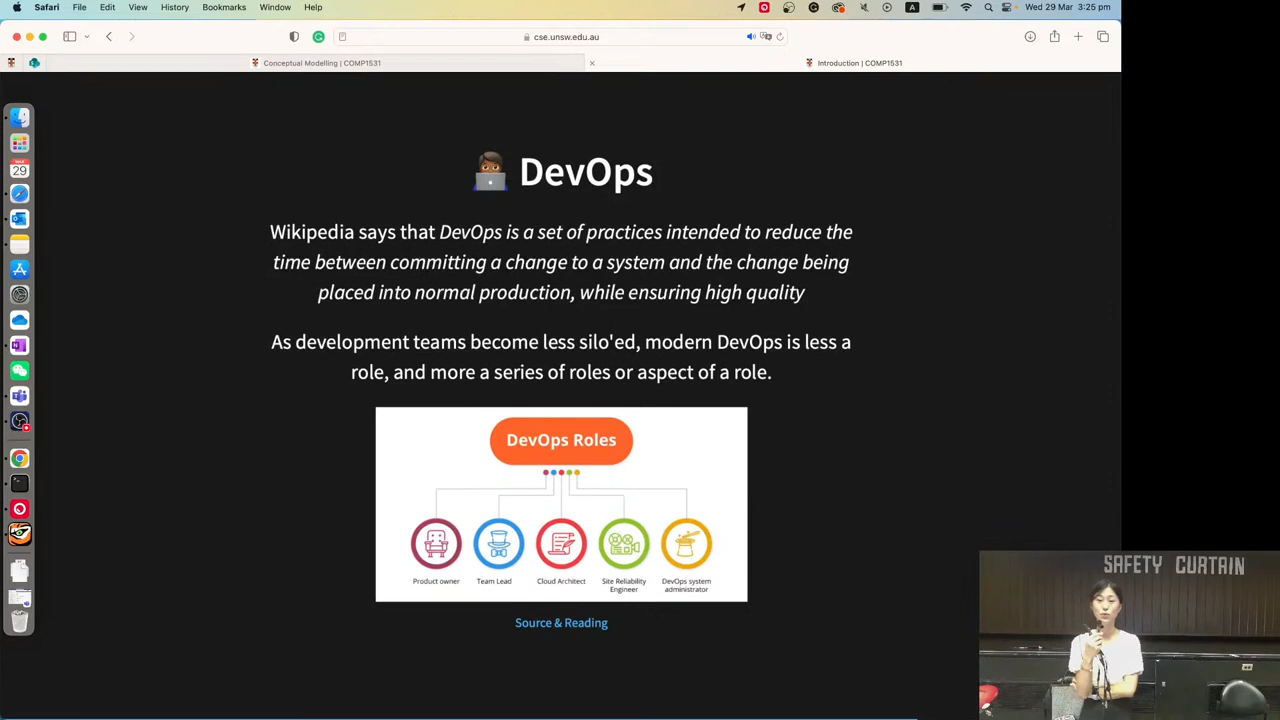 Safari File Edit View History Bookmarks Window Help
A Wed 29 Mar 3:25 pm
cse.unsw.edu.au
Conceptual Modelling | COMP1531
Introduction | COMP1531
MAR
29
DevOps
Wikipedia says that DevOps is a set of practices intended to reduce the
time between committing a change to a system and the change being
placed into normal production, while ensuring high quality
As development teams become less silo'ed, modern DevOps is less a
role, and more a series of roles or aspect of a role.
DevOps Roles
Product owner
Team Lead
Cloud Architect
Site Reliability
Engineer
DevOps system
administrator
Source & Reading
SAFETY CURTAIN